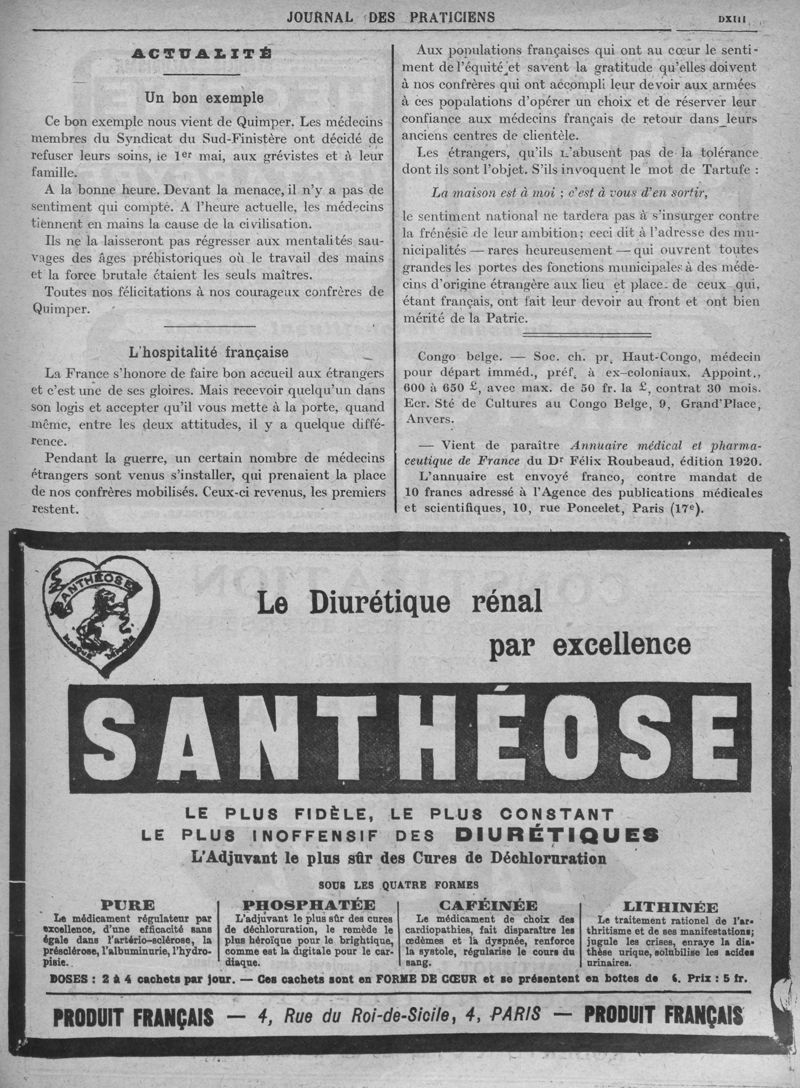 JOURNAL DES PRATICIENS
DXIII
ACTUALITÉ
Un bon exemple
Ce bon exemple nous vient de Quimper. Les médecins
membres du Syndicat du Sud-Finistère ont décidé de
refuser leurs soins, le 1er mai, aux grévistes et à leur
famille.
A la bonne heure. Devant la menace, il n'y a pas de
sentiment qui compte. A l'heure actuelle, les médecins
tiennent en mains la cause de la civilisation.
Ils ne la laisseront pas régresser aux mentalités sau-
vages des âges préhistoriques où le travail des mains
et la force brutale étaient les seuls maîtres.
Toutes nos félicitations à nos courageux confrères de
Quimper.
L'hospitalité française
La France s'honore de faire bon accueil aux étrangers
et c'est une de ses gloires. Mais recevoir quelqu'un dans
son logis et accepter qu'il vous mette à la porte, quand
même, entre les deux attitudes, il y a quelque diffé-
rence.
Pendant la guerre, un certain nombre de médecins
étrangers sont venus s'installer, qui prenaient la place
de nos confrères mobilisés. Ceux-ci revenus, les premiers
restent.
Aux populations françaises qui ont au cœur le senti-
ment de l'équité et savent la gratitude qu'elles doivent
à nos confrères qui ont accompli leur devoir aux armées
à ces populations d'opérer un choix et de réserver leur
confiance aux médecins français de retour dans leurs
anciens centres de clientèle.
Les étrangers, qu'ils n'abusent pas de la tolérance
dont ils sont l'objet. S'ils invoquent le mot de Tartufe :
La maison est à moi ; c'est à vous d'en sortir,
le sentiment national ne tardera pas à s'insurger contre
la frénésie de leur ambition ; ceci dit à l'adresse des mu-
nicipalités — rares heureusement — qui ouvrent toutes
grandes les portes des fonctions municipales à des méde-
cins d'origine étrangère aux lieu et place de ceux qui,
étant français, ont fait leur devoir au front et ont bien
mérité de la Patrie.
Congo belge. — Soc. ch. pr. Haut-Congo, médecin
pour départ imméd., préf. à ex-coloniaux. Appoint.,
600 à 650 £, avec max. de 50 fr. la £, contrat 30 mois.
Ecr. Sté de Cultures au Congo Belge, 9, Grand'Place,
Anvers.
— Vient de paraître Annuaire médical et pharma-
ceutique de France du Dr Félix Roubeaud, édition 1920.
L'annuaire est envoyé franco, contre mandat de
10 francs adressé à l'Agence des publications médicales
et scientifiques, 10, rue Poncelet, Paris (17e).
SANTHÉOSE
Le Diurétique rénal
par excellence
SANTHÉOSE
LE PLUS FIDÈLE, LE PLUS CONSTANT
LE PLUS INOFFENSIF DES DIURÉTIQUES
L'Adjuvant le plus sûr des Cures de Déchloruration
SOUS LES QUATRE FORMES
PURE
Le médicament régulateur par
excellence, d'une efficacité sans
égale dans l'artério-sclérose, la
présclérose, l'albuminurie, l'hydro-
pisie.
PHOSPHATÉE
L'adjuvant le plus sûr des cures
de déchloruration, le remède le
plus héroïque pour le brightique,
comme est la digitale pour le car-
diaque.
CAFÉINÉE
Le médicament de choix des
cardiopathies, fait disparaître les
œdèmes et la dyspnée, renforce
la systole, régularise le cours du
sang.
LITHINÉE
Le traitement rationel de l'ar-
thritisme et de ses manifestations;
jugule les crises, enraye la dia-
thèse urique, solubilise les acides
urinaires.
DOSES : 2 à 4 cachets par jour. — Ces cachets sont en FORME DE CŒUR et se présentent en boîtes de Prix : 5 fr.
PRODUIT FRANÇAIS — 4, Rue du Roi-de-Sicile, 4, PARIS — PRODUIT FRANÇAIS